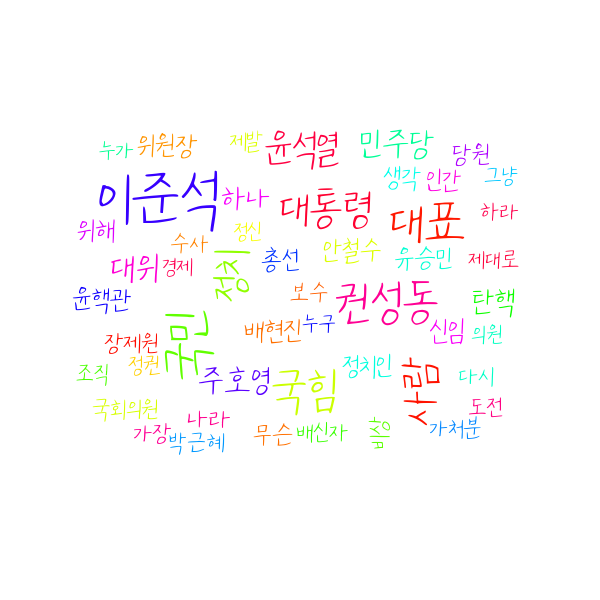 누가 위원장 제발 윤석열 민주당 당원
이준석 하나 대통령 생각 인간 그냥
위해 수사 정신 대표 하라
대위 경제 정치 총선 안철수 유승민 제대로
윤핵관 보수 권성동 탄핵
장제원 국민 배현진 누구 신임 의원
조직 정권 주호영 국힘 정치인 사람 다시
국회의원 나라 도전
가장 박근혜 무슨 배신자 비상 가처분